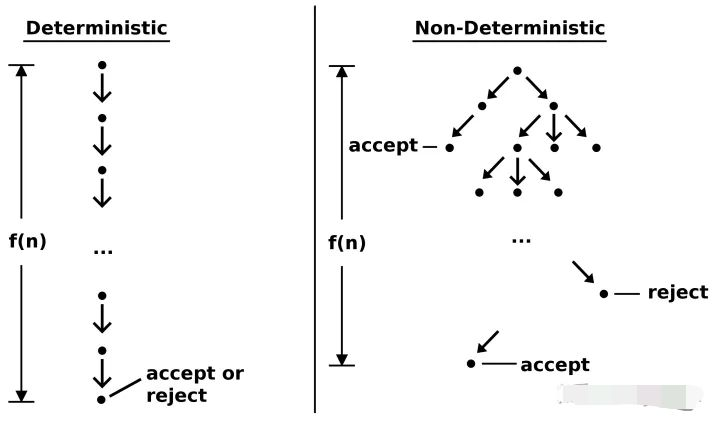 Deterministic
f(n)
...
accept or
reject
Non-Deterministic
accept
f(n)
...
reject
accept